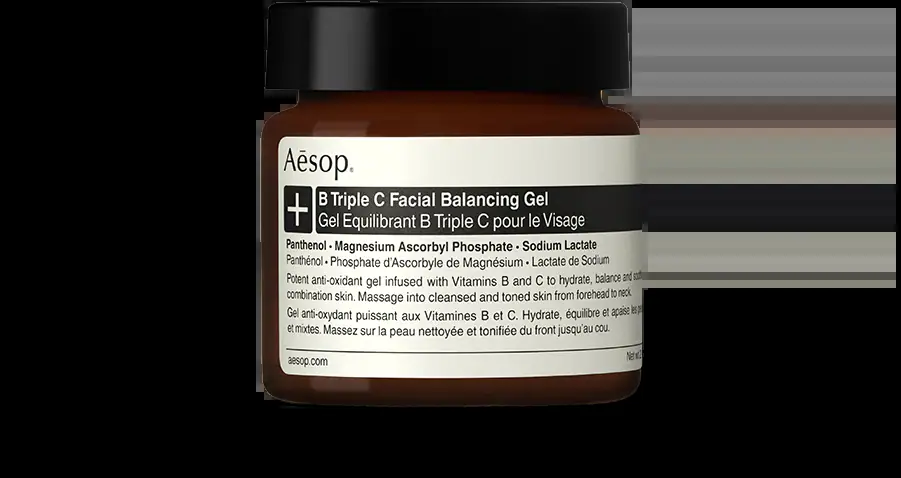 Aēsop®
B Triple C Facial Balancing Gel
Gel Equilibrant B Triple C pour le Visage
Panthenol • Magnesium Ascorbyl Phosphate • Sodium Lactate
Panthénol • Phosphate d'Ascorbyle de Magnésium • Lactate de Sodium
Potent anti-oxidant gel infused with Vitamins B and C to hydrate, balance and
combination skin. Massage into cleansed and toned skin from forehead to neck.
Gel anti-oxydant puissant aux Vitamines B et C. Hydrate, équilibre et apaise les
et mixtes. Massez sur la peau nettoyée et tonifiée du front jusqu'au cou.
aesop.com